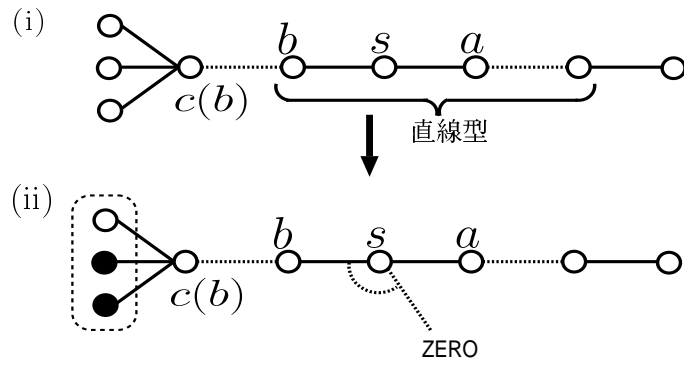 (i)
b s a
c(b)
直線型
(ii)
b s a
c(b)
ZERO